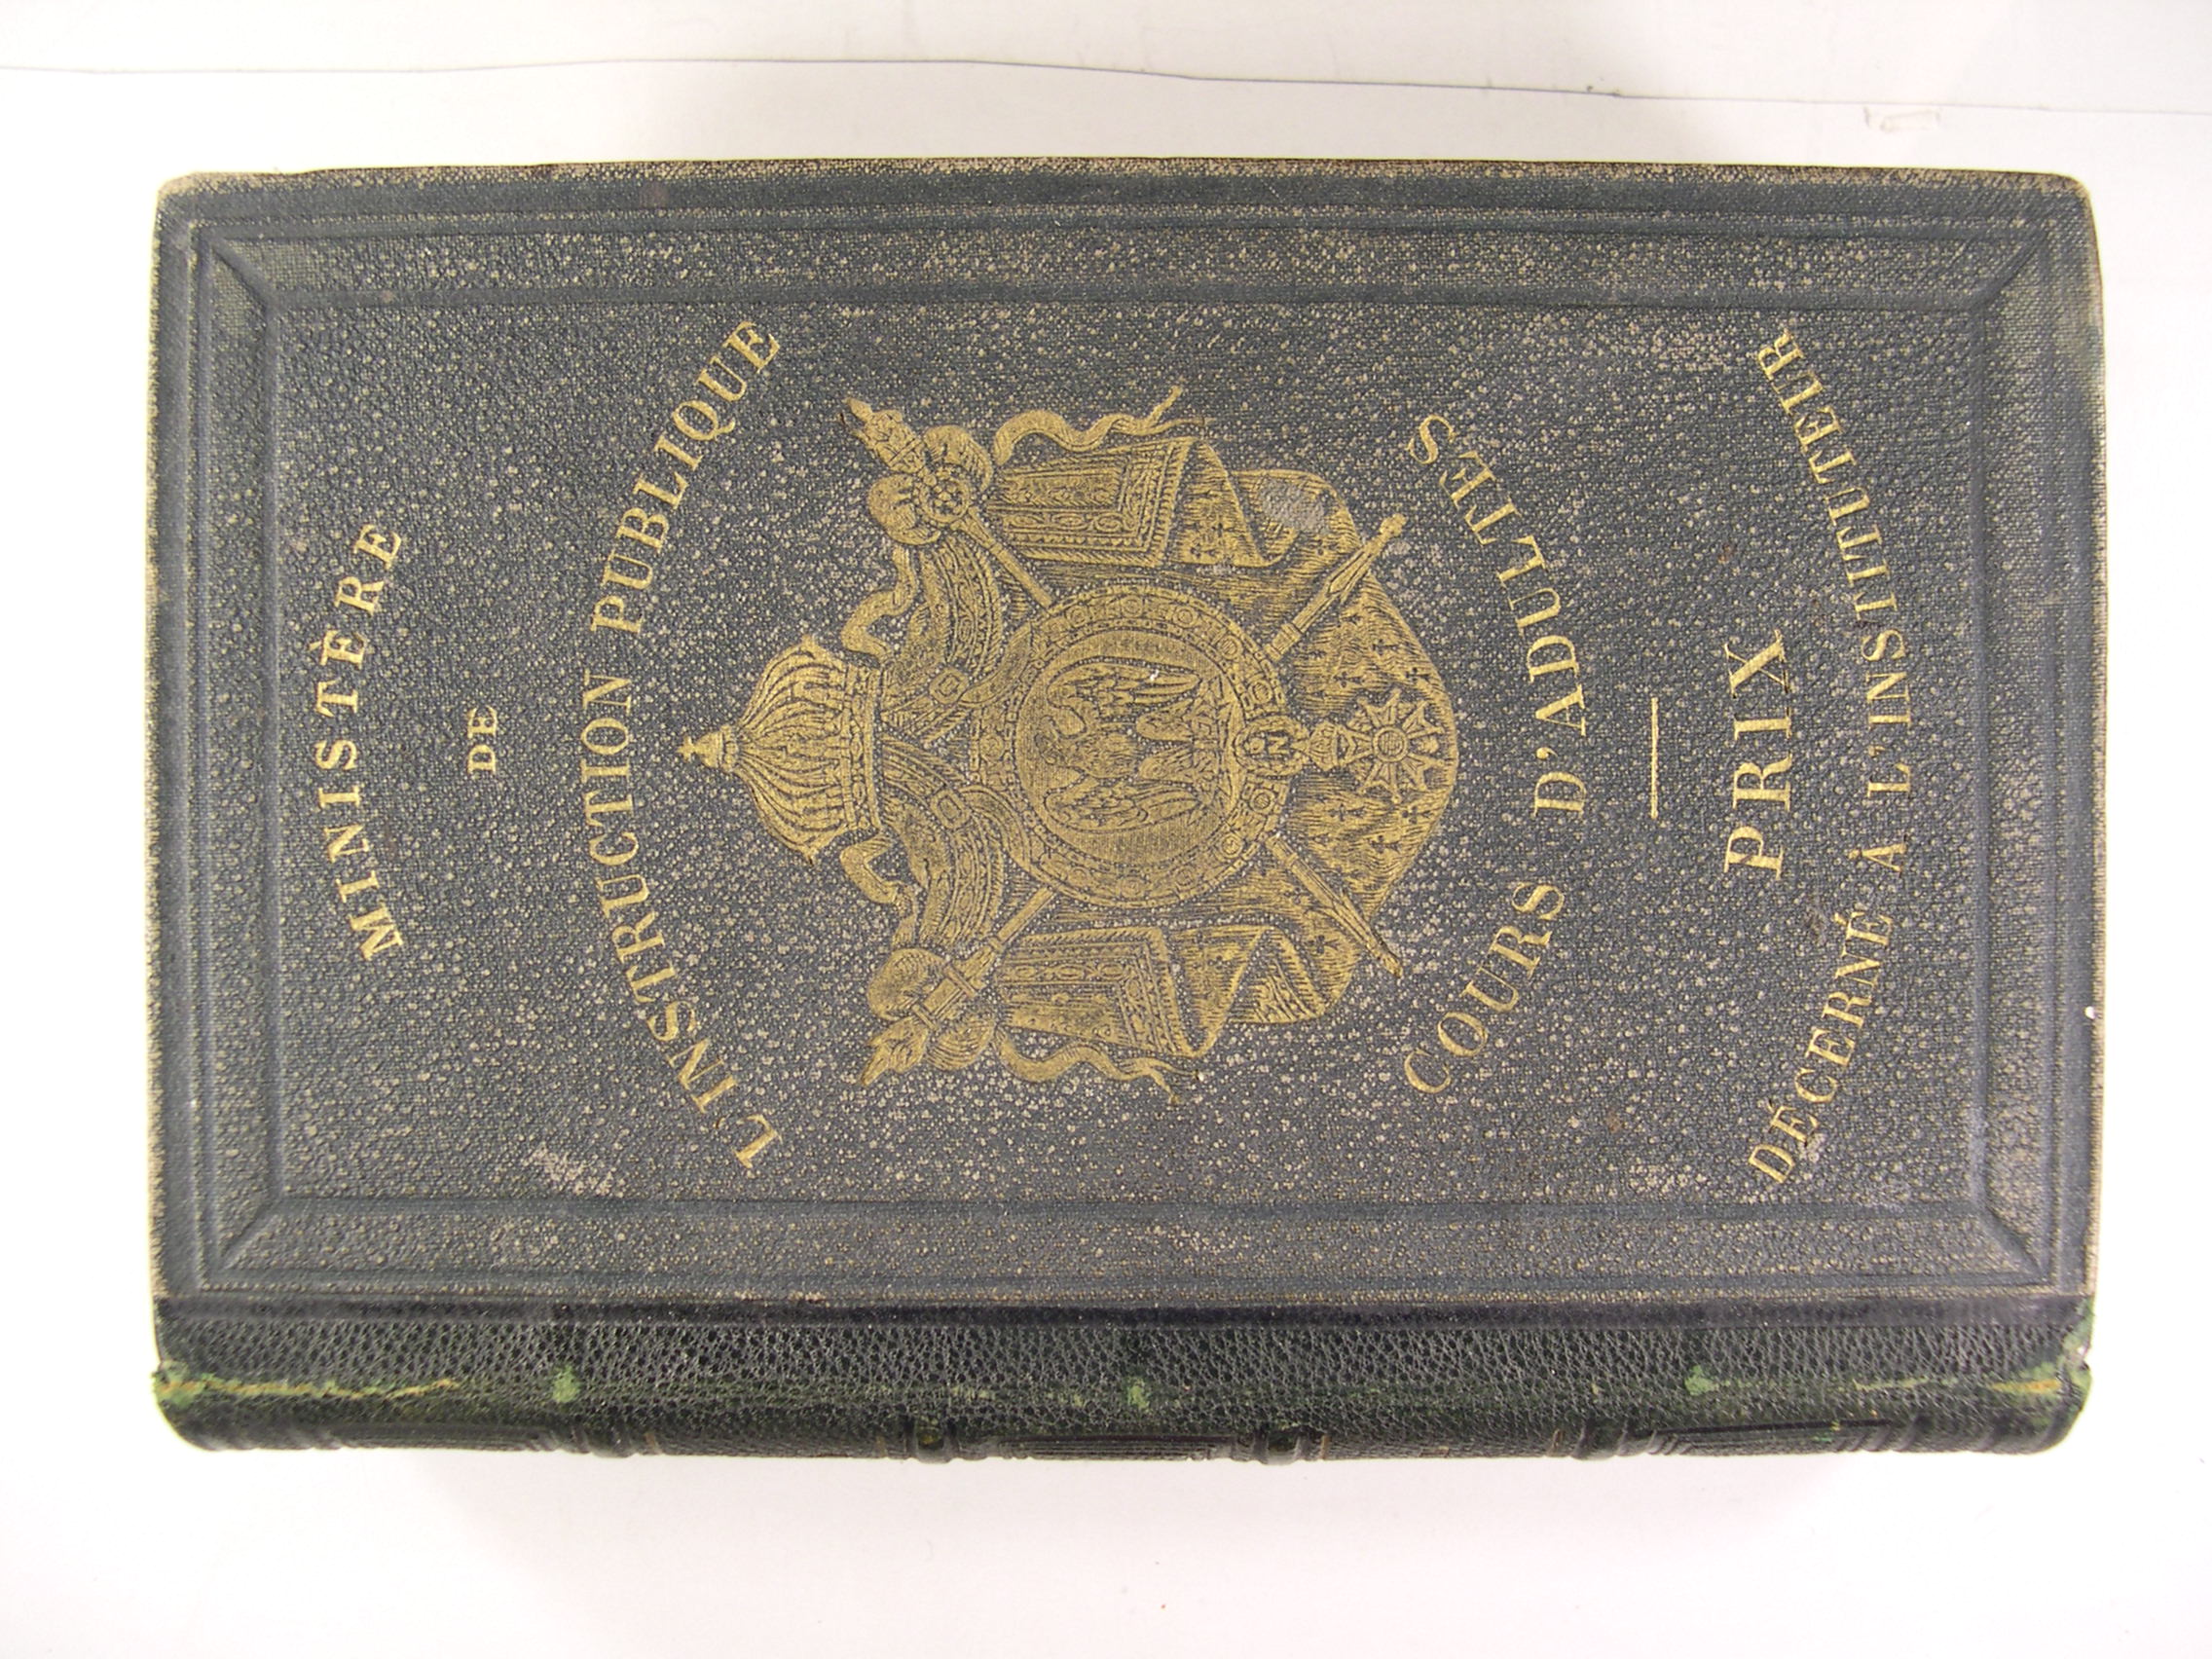 MINISTÈRE
DE
L'INSTRUCTION PUBLIQUE
N
COURS D'ADULTES
PRIX
DÉCERNÉ À L'INSTITUTEUR